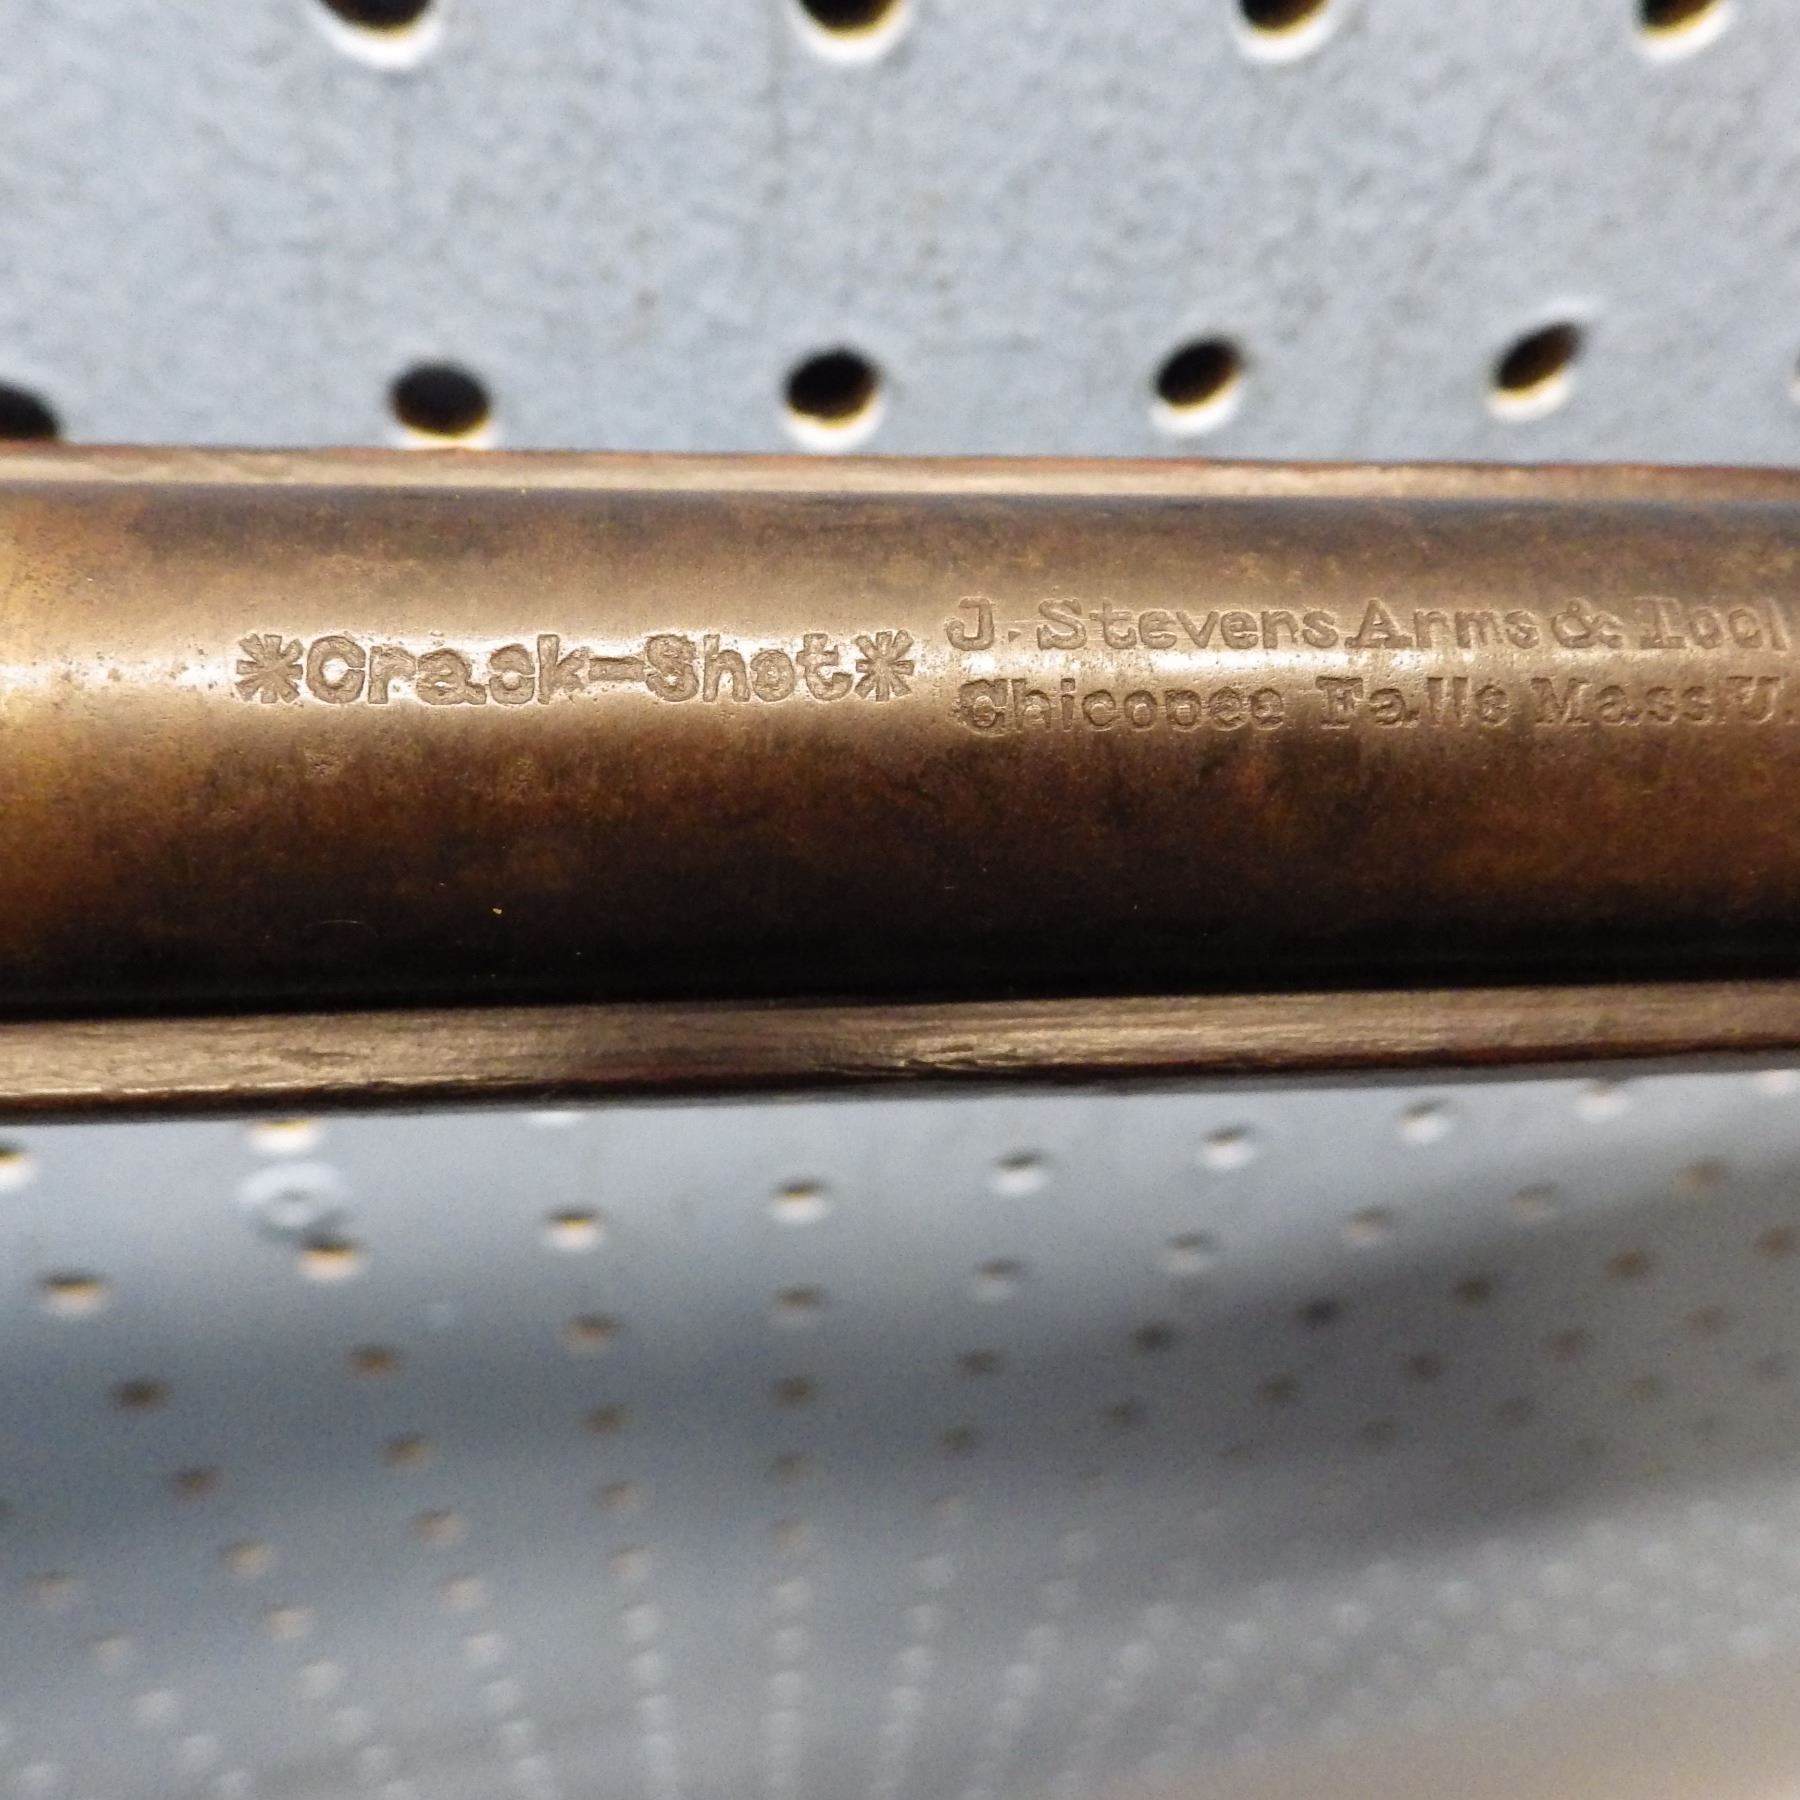 *Crack-Shot*
J. Stevens Arms & Tool
Chicopee Falls Mass U.